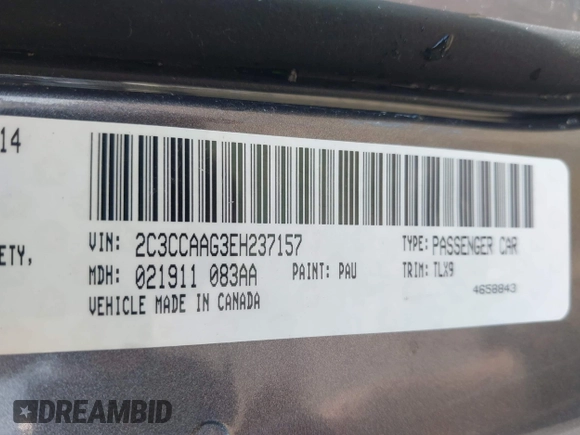 14
ETY,
VIN: 2C3CCAAG3EH237157 TYPE: PASSENGER CAR
MDH: 021911 083AA PAINT: PAU TRIM: TLX9
VEHICLE MADE IN CANADA 4658843
DREAMBID